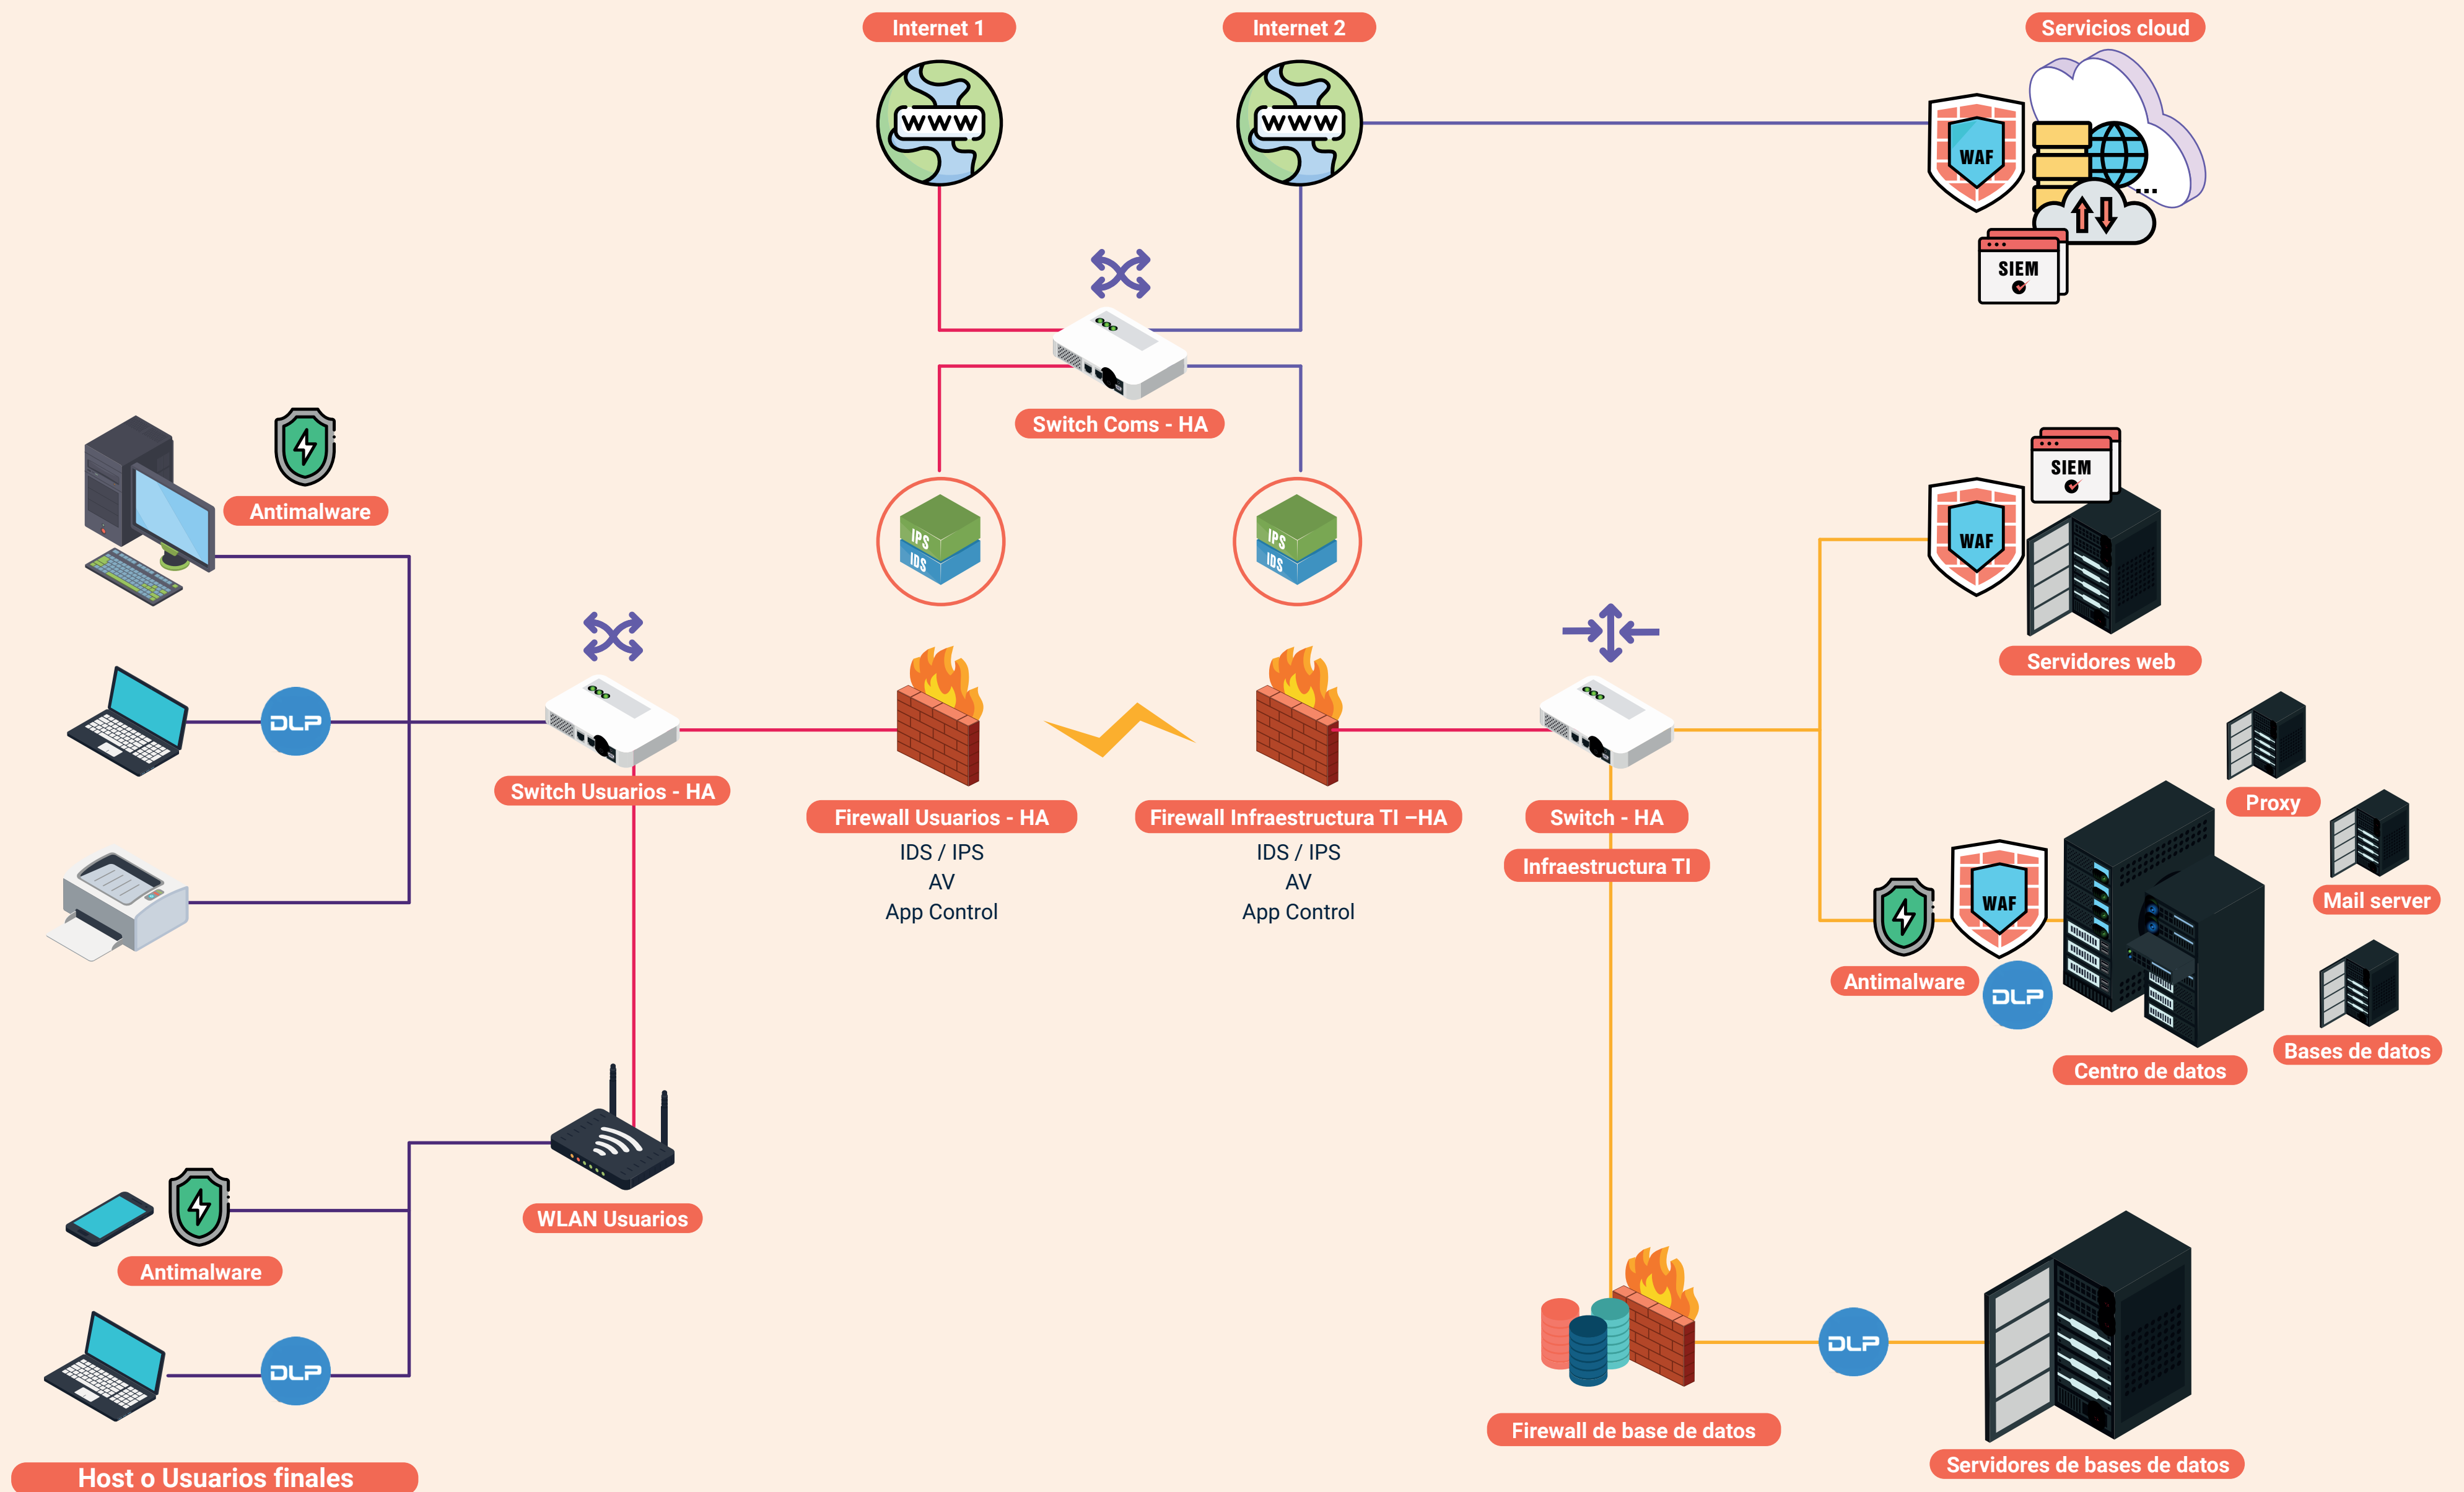 Internet 1
Internet 2
Servicios cloud
WWW
WWW
WAF
SIEM
Switch Coms - HA
Antimalware
IPS
IDS
IPS
IDS
SIEM
WAF
Servidores web
DLP
Switch Usuarios - HA
Firewall Usuarios - HA
IDS / IPS
AV
App Control
Firewall Infraestructura TI –HA
IDS / IPS
AV
App Control
Switch - HA
Infraestructura TI
Proxy
Mail server
WAF
Antimalware
DLP
Bases de datos
Centro de datos
WLAN Usuarios
Antimalware
DLP
DLP
Firewall de base de datos
Servidores de bases de datos
Host o Usuarios finales